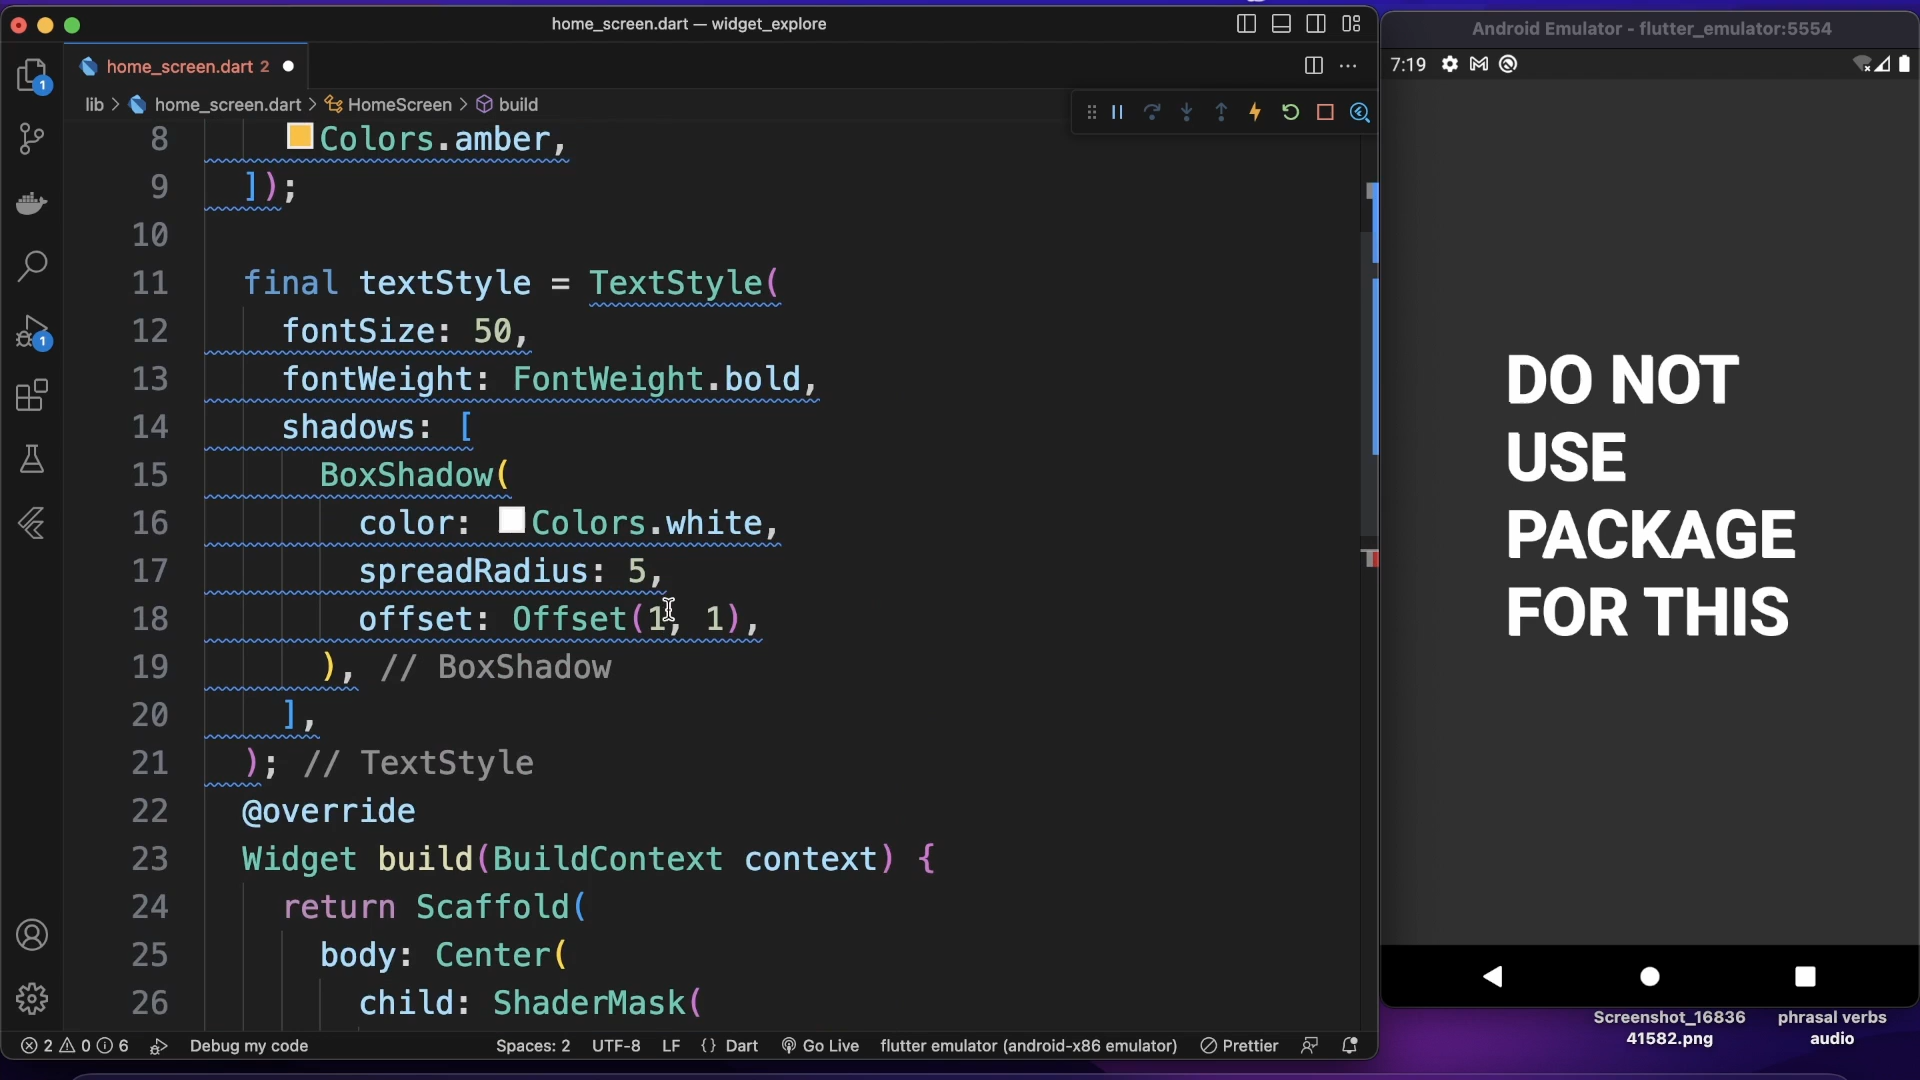 home_screen.dart — widget_explore
home_screen.dart 2
lib > home_screen.dart > HomeScreen > build
8 Colors.amber,
9 ]);
10
11 final textStyle = TextStyle(
12 fontSize: 50,
13 fontWeight: FontWeight.bold,
14 shadows: [
15 BoxShadow(
16 color: Colors.white,
17 spreadRadius: 5,
18 offset: Offset(1, 1),
19 ), // BoxShadow
20 ],
21 ); // TextStyle
22 @override
23 Widget build(BuildContext context) {
24 return Scaffold(
25 body: Center(
26 child: ShaderMask(
1
1
2 0 6 Debug my code Spaces: 2 UTF-8 LF {} Dart Go Live flutter emulator (android-x86 emulator) Prettier
Android Emulator - flutter_emulator:5554
7:19
DO NOT
USE
PACKAGE
FOR THIS
Screenshot_16836
41582.png
phrasal verbs
audio